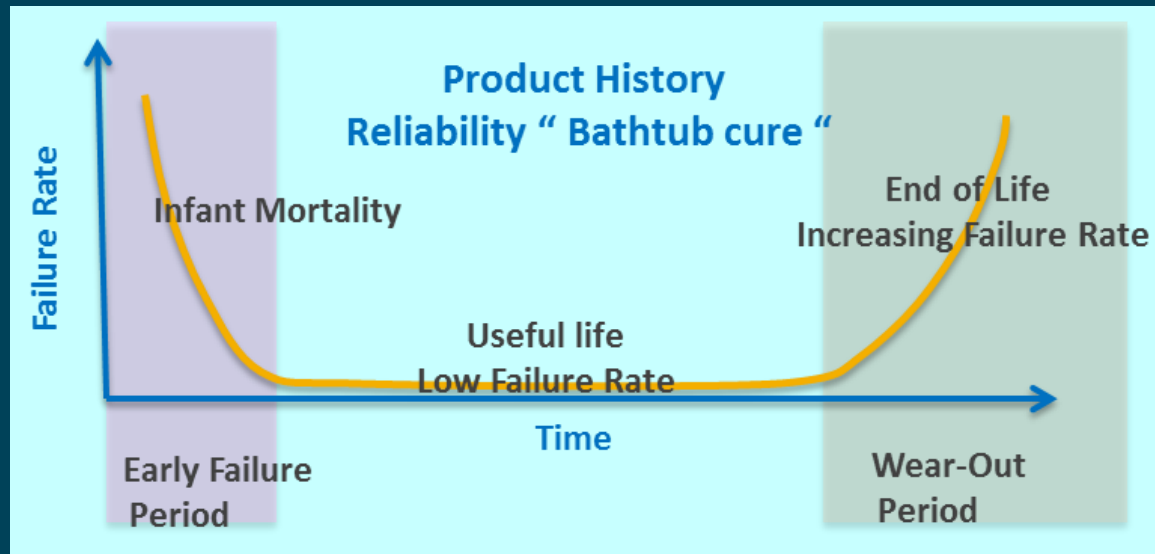 Product History
Reliability “ Bathtub cure “
Failure Rate
Infant Mortality
End of Life
Increasing Failure Rate
Useful life
Low Failure Rate
Time
Early Failure
Period
Wear-Out
Period